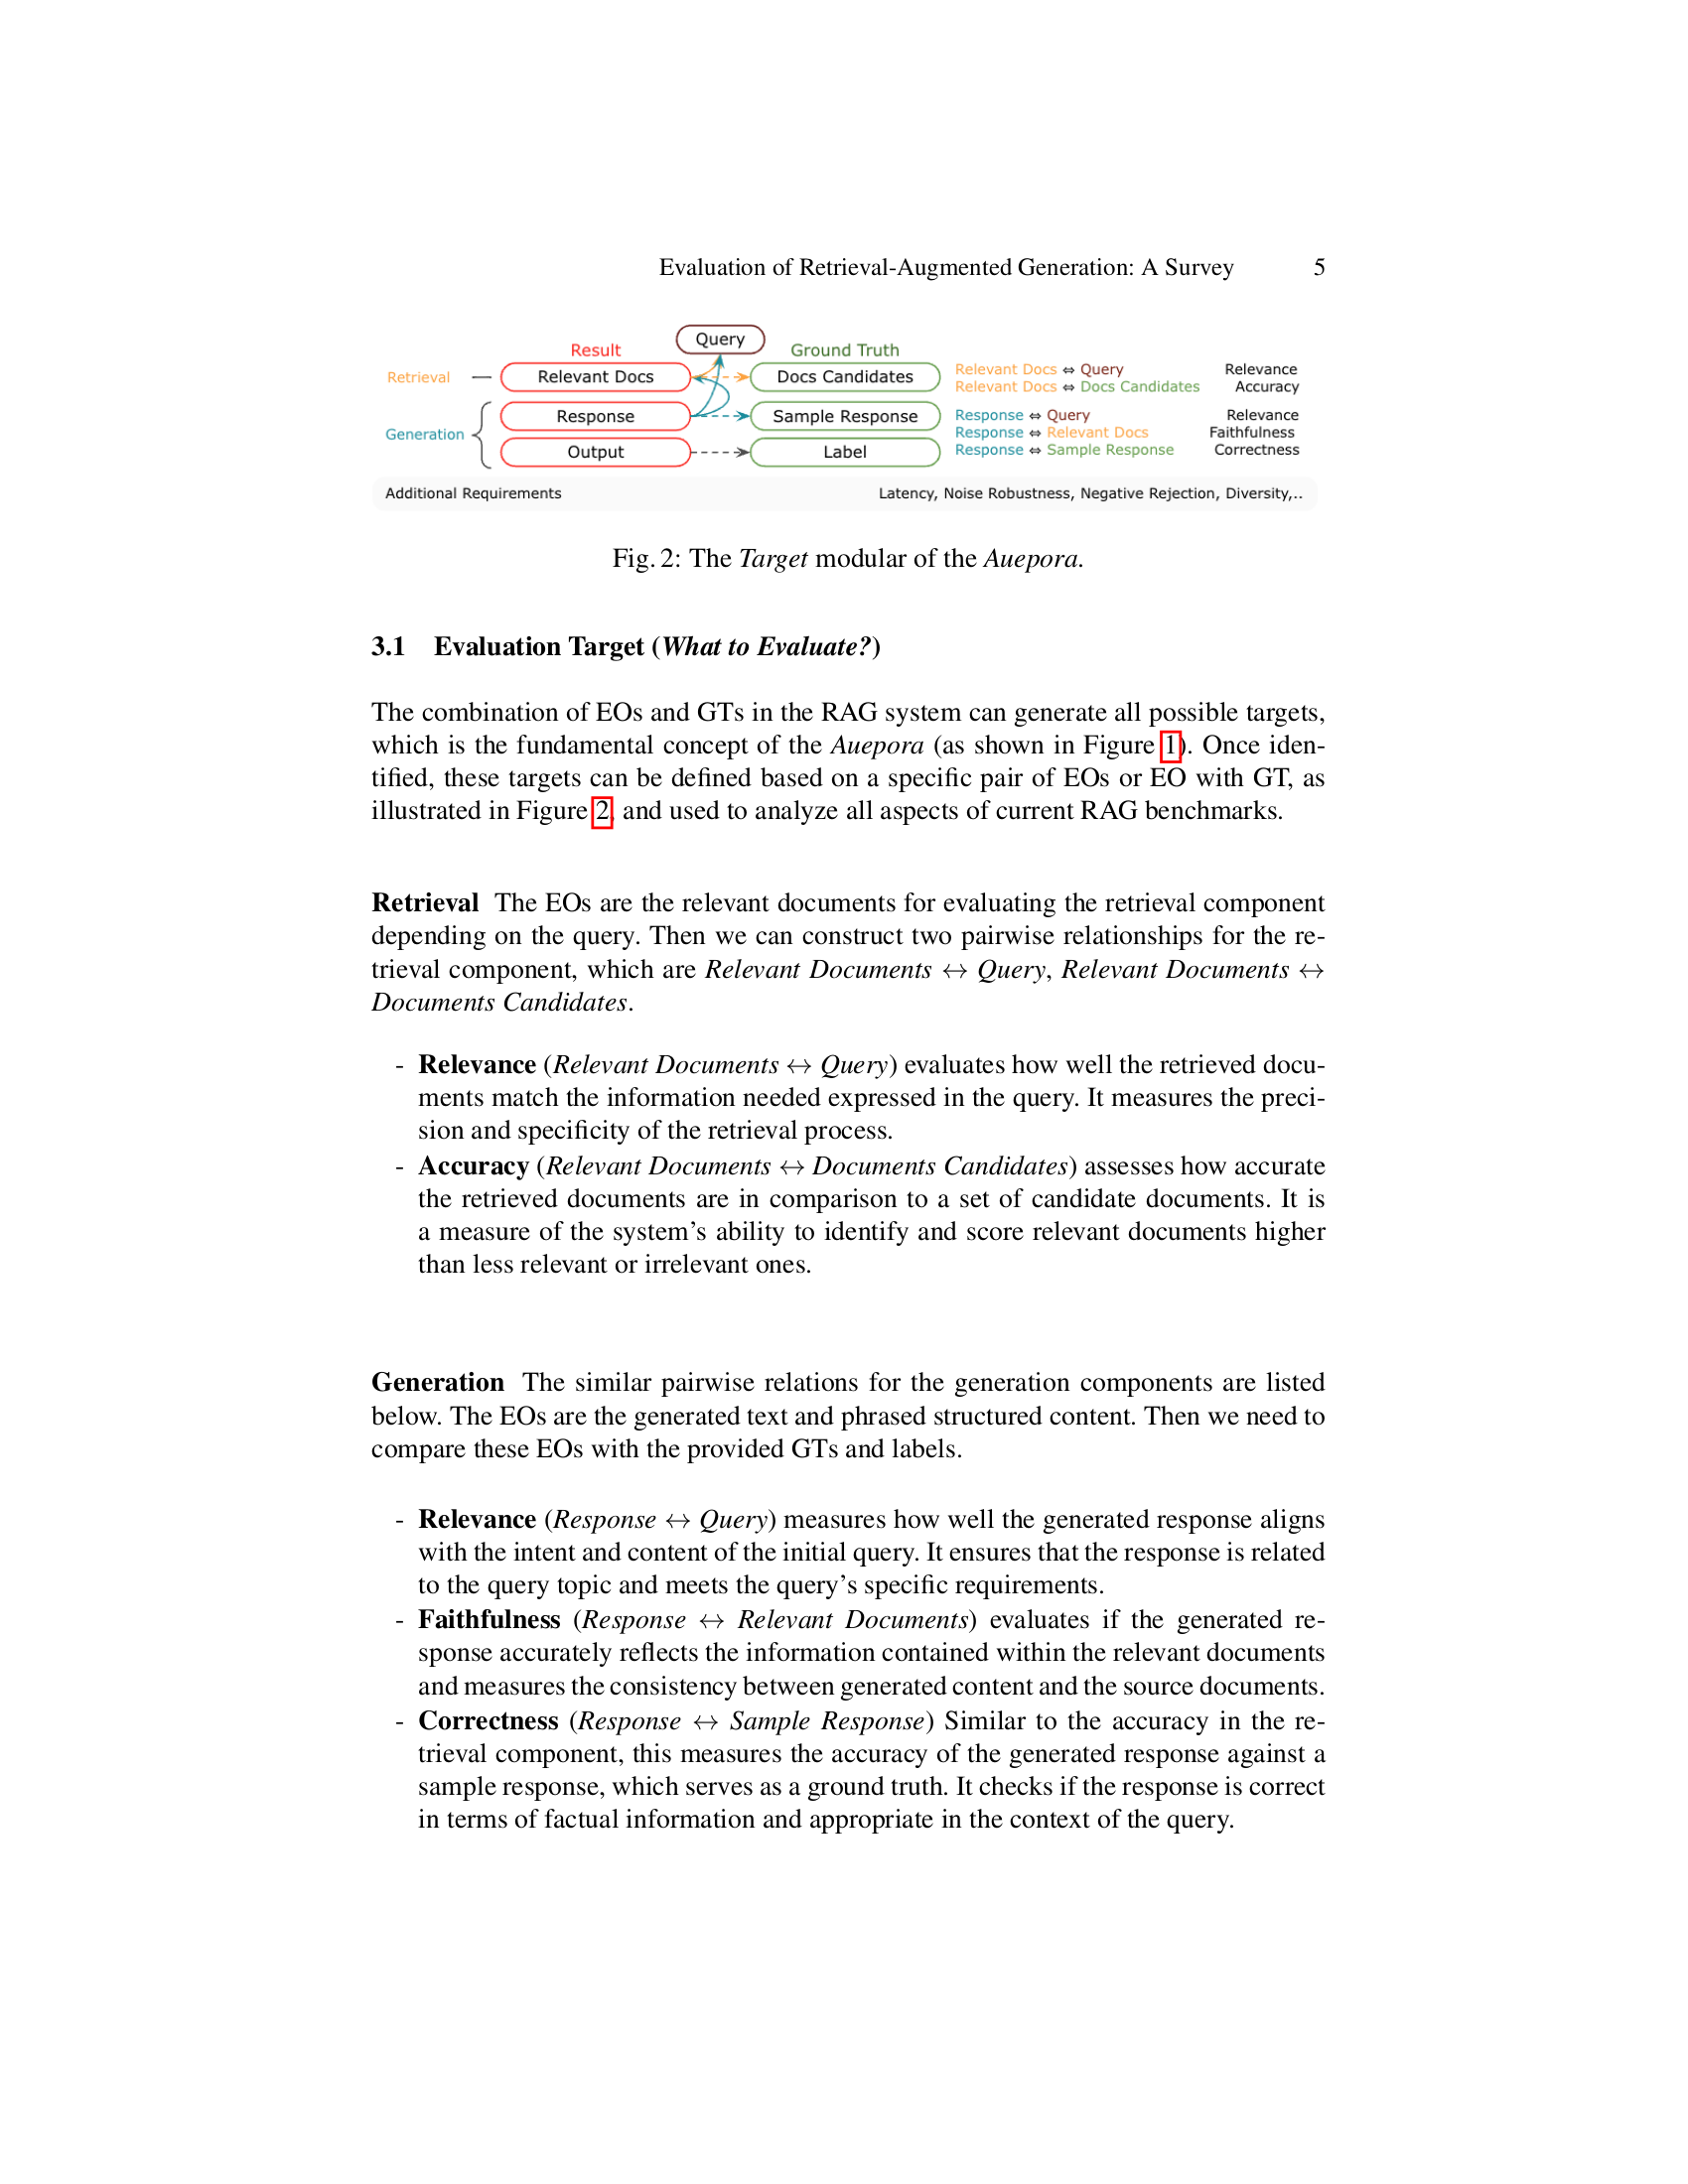 Evaluation of Retrieval-Augmented Generation: A Survey 5
Query
Result Ground Truth
Retrieval Relevant Docs Docs Candidates Relevant Docs ⇔ Query Relevance
Relevant Docs ⇔ Docs Candidates Accuracy
Generation Response Sample Response Response ⇔ Query Relevance
Response ⇔ Relevant Docs Faithfulness
Output Label Response ⇔ Sample Response Correctness
Additional Requirements Latency, Noise Robustness, Negative Rejection, Diversity,..
Fig. 2: The Target modular of the Auepora.
3.1 Evaluation Target (What to Evaluate?)
The combination of EOs and GTs in the RAG system can generate all possible targets,
which is the fundamental concept of the Auepora (as shown in Figure 1). Once iden-
tified, these targets can be defined based on a specific pair of EOs or EO with GT, as
illustrated in Figure 2, and used to analyze all aspects of current RAG benchmarks.
Retrieval The EOs are the relevant documents for evaluating the retrieval component
depending on the query. Then we can construct two pairwise relationships for the re-
trieval component, which are Relevant Documents ↔ Query, Relevant Documents ↔
Documents Candidates.
- Relevance (Relevant Documents ↔ Query) evaluates how well the retrieved docu-
ments match the information needed expressed in the query. It measures the preci-
sion and specificity of the retrieval process.
- Accuracy (Relevant Documents ↔ Documents Candidates) assesses how accurate
the retrieved documents are in comparison to a set of candidate documents. It is
a measure of the system's ability to identify and score relevant documents higher
than less relevant or irrelevant ones.
Generation The similar pairwise relations for the generation components are listed
below. The EOs are the generated text and phrased structured content. Then we need to
compare these EOs with the provided GTs and labels.
- Relevance (Response ↔ Query) measures how well the generated response aligns
with the intent and content of the initial query. It ensures that the response is related
to the query topic and meets the query's specific requirements.
- Faithfulness (Response ↔ Relevant Documents) evaluates if the generated re-
sponse accurately reflects the information contained within the relevant documents
and measures the consistency between generated content and the source documents.
- Correctness (Response ↔ Sample Response) Similar to the accuracy in the re-
trieval component, this measures the accuracy of the generated response against a
sample response, which serves as a ground truth. It checks if the response is correct
in terms of factual information and appropriate in the context of the query.